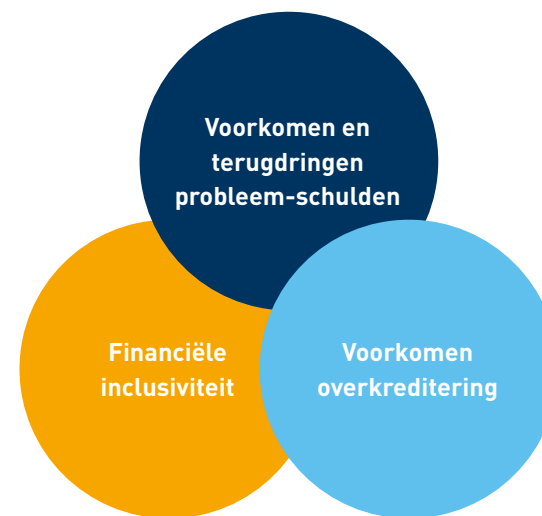 Voorkomen en
terugdringen
probleem-schulden
Financiële
inclusiviteit
Voorkomen
overkreditering